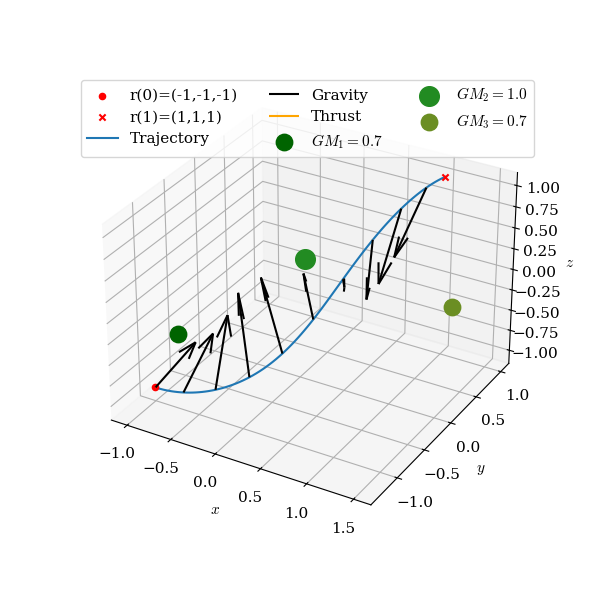 r(0)=(-1,-1,-1)
r(1)=(1,1,1)
Trajectory
Gravity
Thrust
GM₁ = 0.7
GM₂ = 1.0
GM₃ = 0.7
1.00
0.75
0.50
0.25
0.00
−0.25
−0.50
−0.75
−1.00
z
1.0
0.5
0.0
−0.5
−1.0
y
−1.0
−0.5
0.0
0.5
1.0
1.5
x